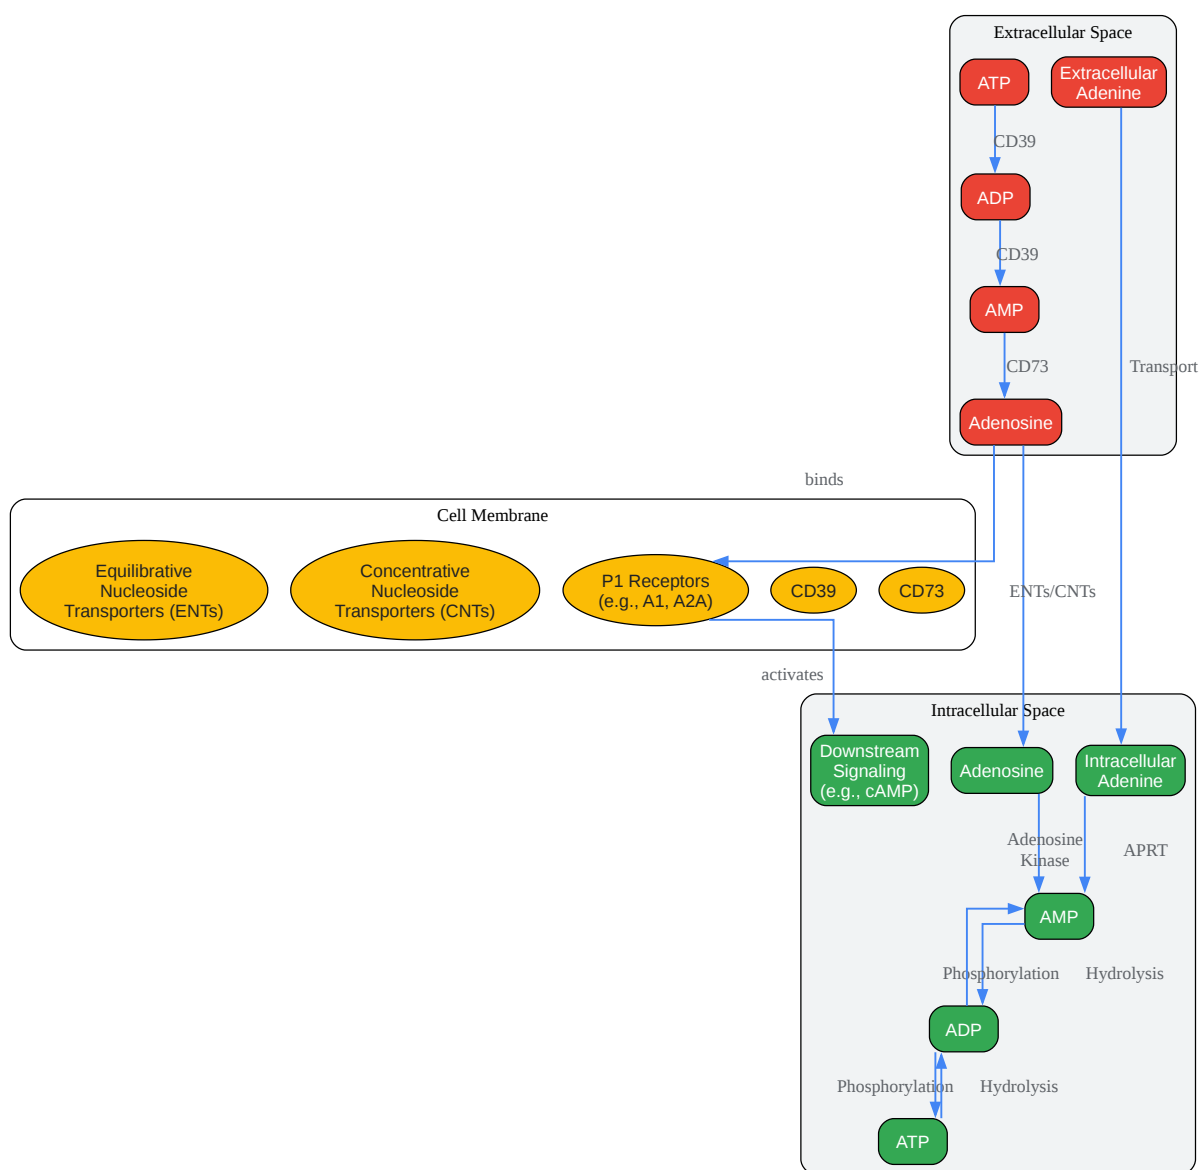 Extracellular Space
ATP
Extracellular
Adenine
CD39
ADP
CD39
AMP
CD73
Transport
Adenosine
binds
Cell Membrane
Equilibrative
Nucleoside
Transporters (ENTs)
Concentrative
Nucleoside
Transporters (CNTs)
P1 Receptors
(e.g., A1, A2A)
CD39
CD73
ENTs/CNTs
activates
Intracellular Space
Downstream
Signaling
(e.g., cAMP)
Adenosine
Intracellular
Adenine
Adenosine
Kinase
APRT
AMP
Phosphorylation
Hydrolysis
ADP
Phosphorylation
Hydrolysis
ATP